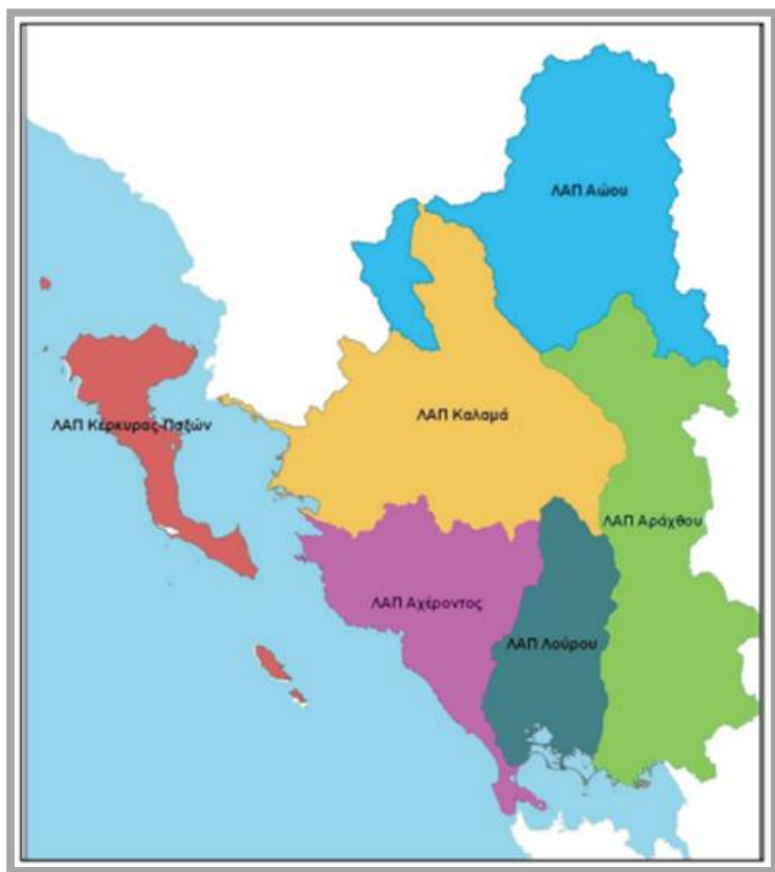 ΛΑΠ Αώου
ΛΑΠ Καλαμά
ΛΑΠ Κέρκυρας-Παξών
ΛΑΠ Αράχθου
ΛΑΠ Αχέροντος
ΛΑΠ Λούρου